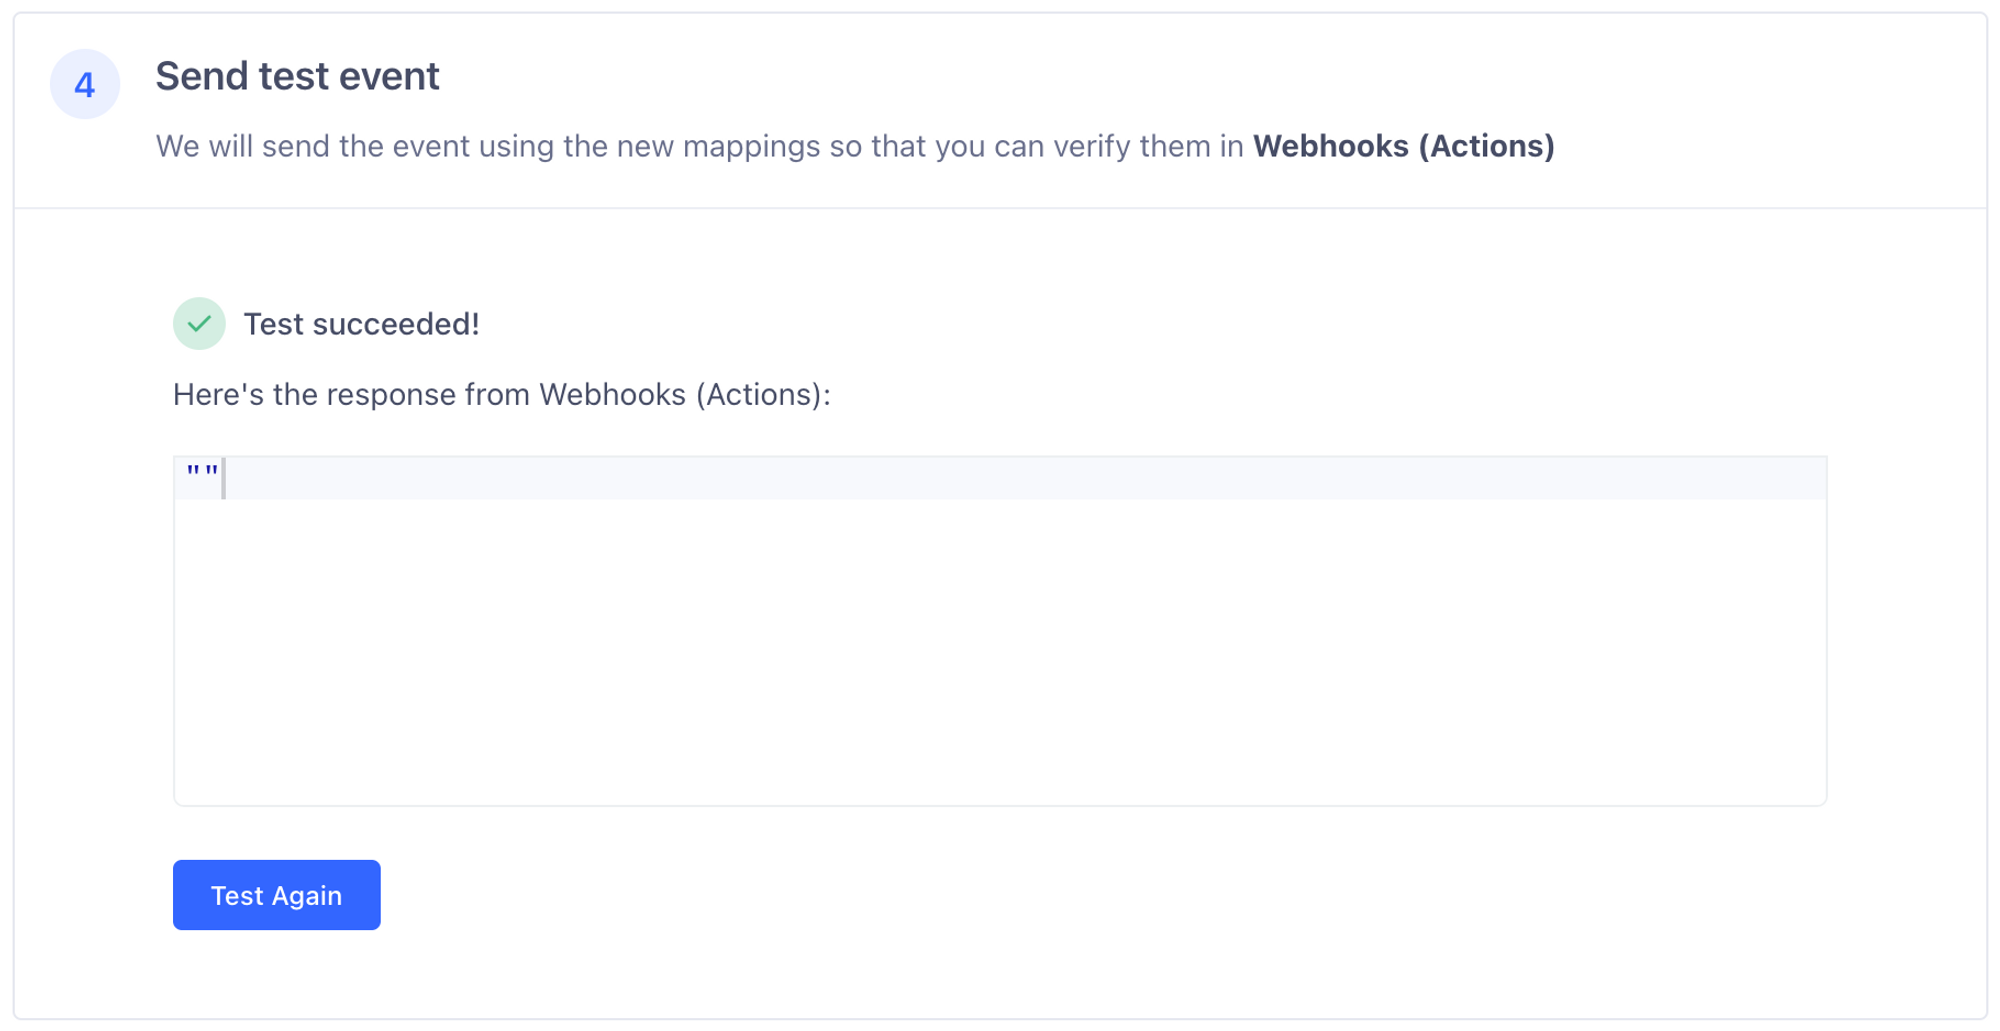 4
Send test event
We will send the event using the new mappings so that you can verify them in Webhooks (Actions)
Test succeeded!
Here's the response from Webhooks (Actions):
""
Test Again